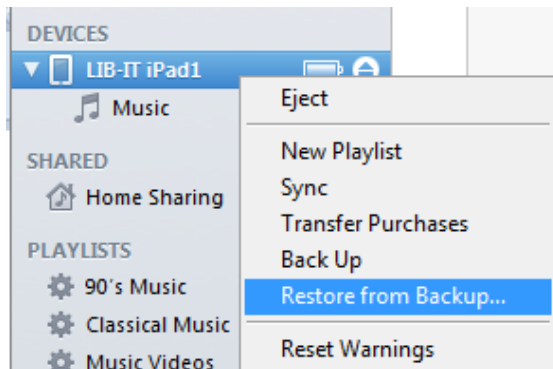 DEVICES
LIB-IT iPad1
Music
SHARED
Home Sharing
PLAYLISTS
90's Music
Classical Music
Music Videos
Eject
New Playlist
Sync
Transfer Purchases
Back Up
Restore from Backup...
Reset Warnings